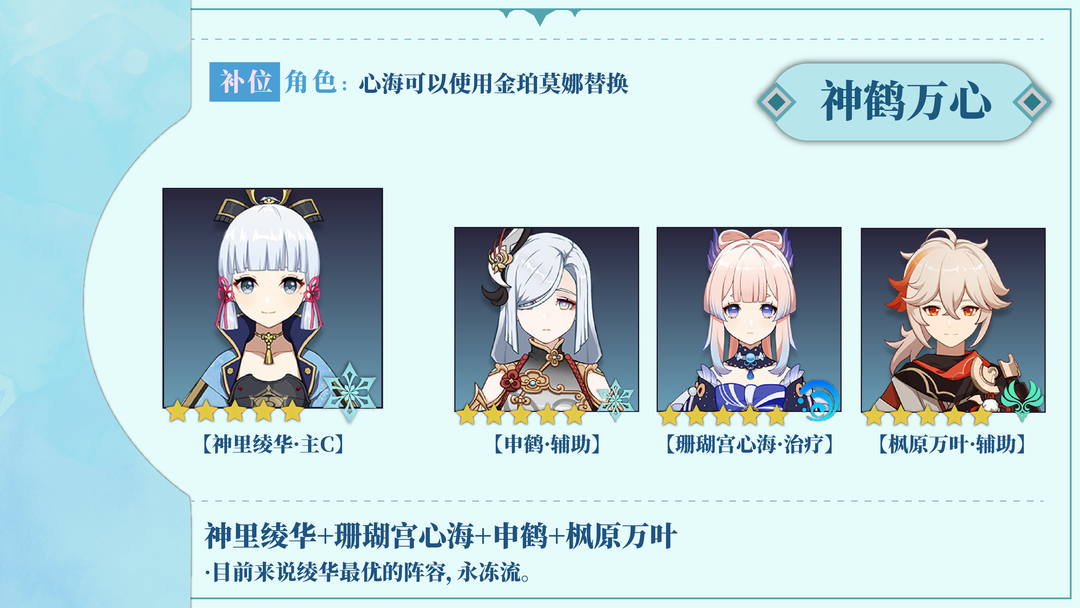 补位角色：心海可以使用金珀莫娜替换
神鹤万心
【神里绫华·主C】
【申鹤·辅助】
【珊瑚宫心海·治疗】
【枫原万叶·辅助】
神里绫华+珊瑚宫心海+申鹤+枫原万叶
·目前来说绫华最优的阵容, 永冻流。